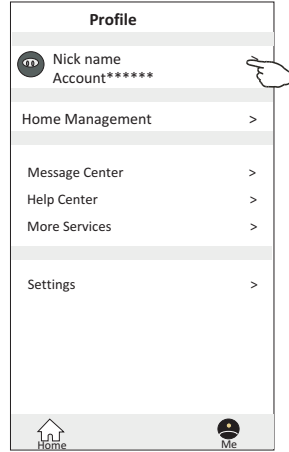 Profile
Nick name
Account******
Home Management >
Message Center >
Help Center >
More Services >
Settings >
Home Me